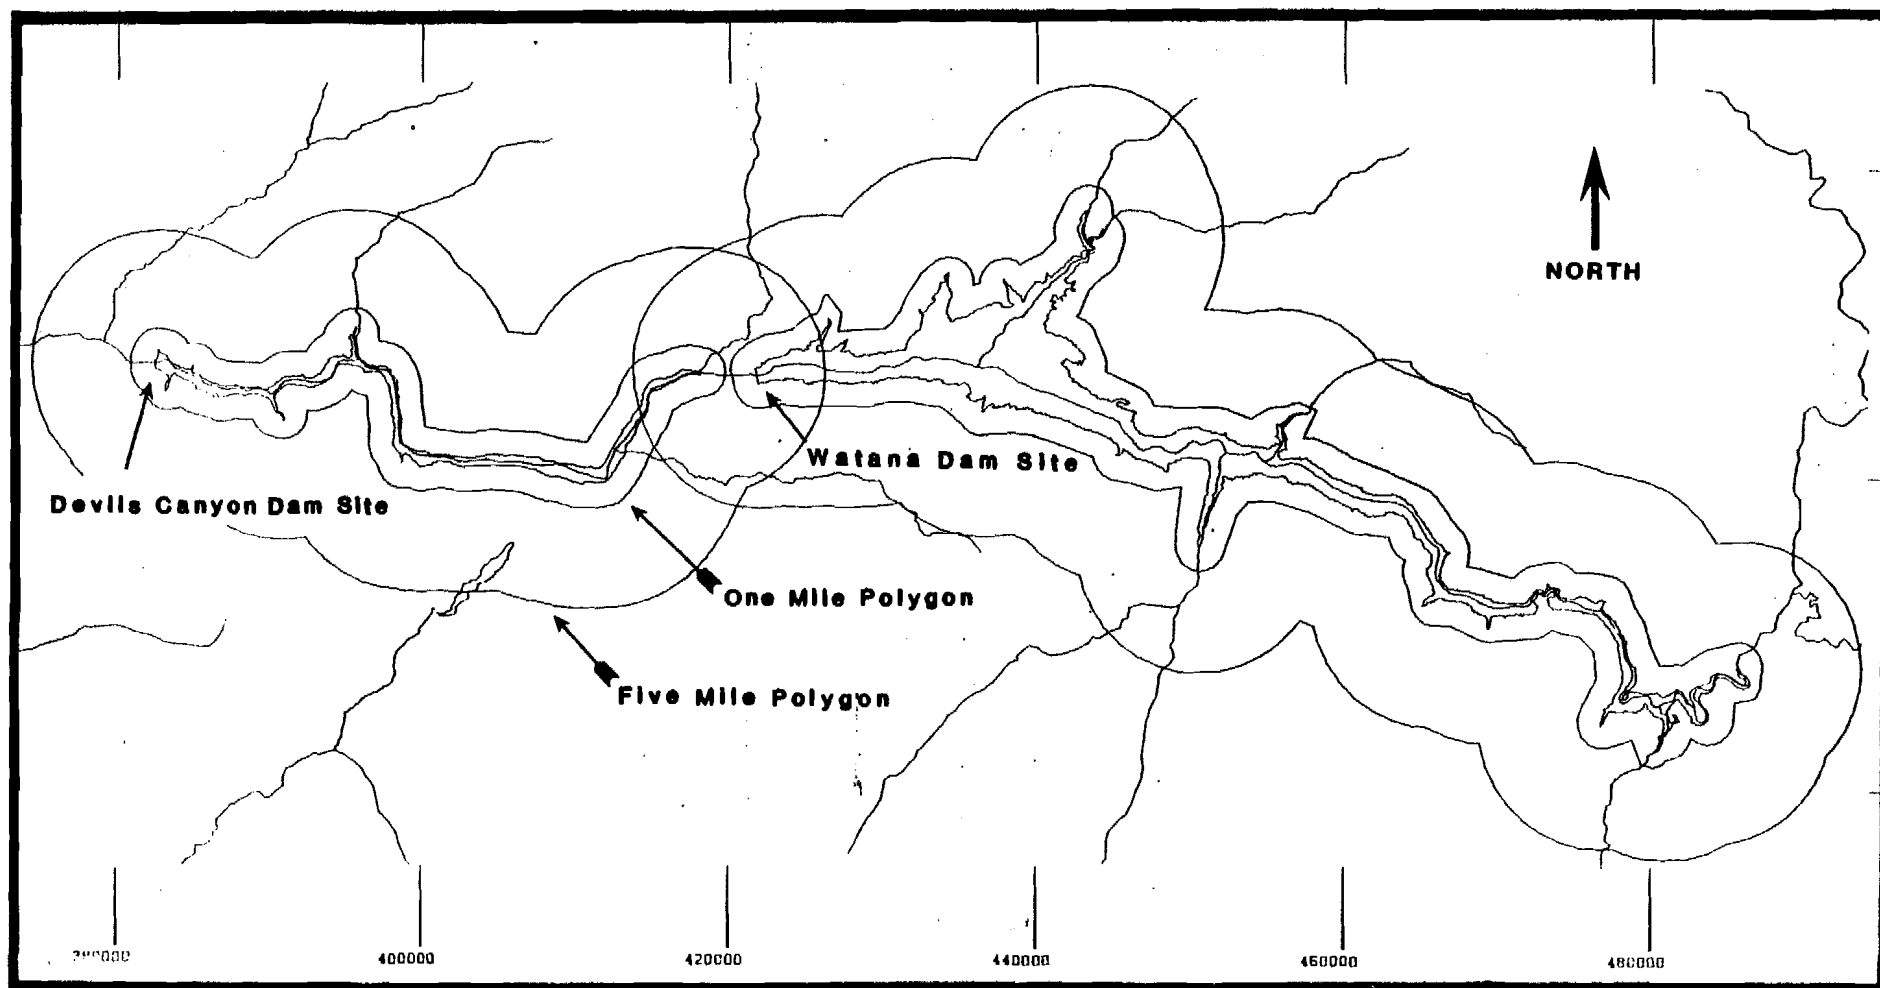 NORTH
Watana Dam Site
Devils Canyon Dam Site
One Mile Polygon
Five Mile Polygon
400000 420000 440000 460000 480000